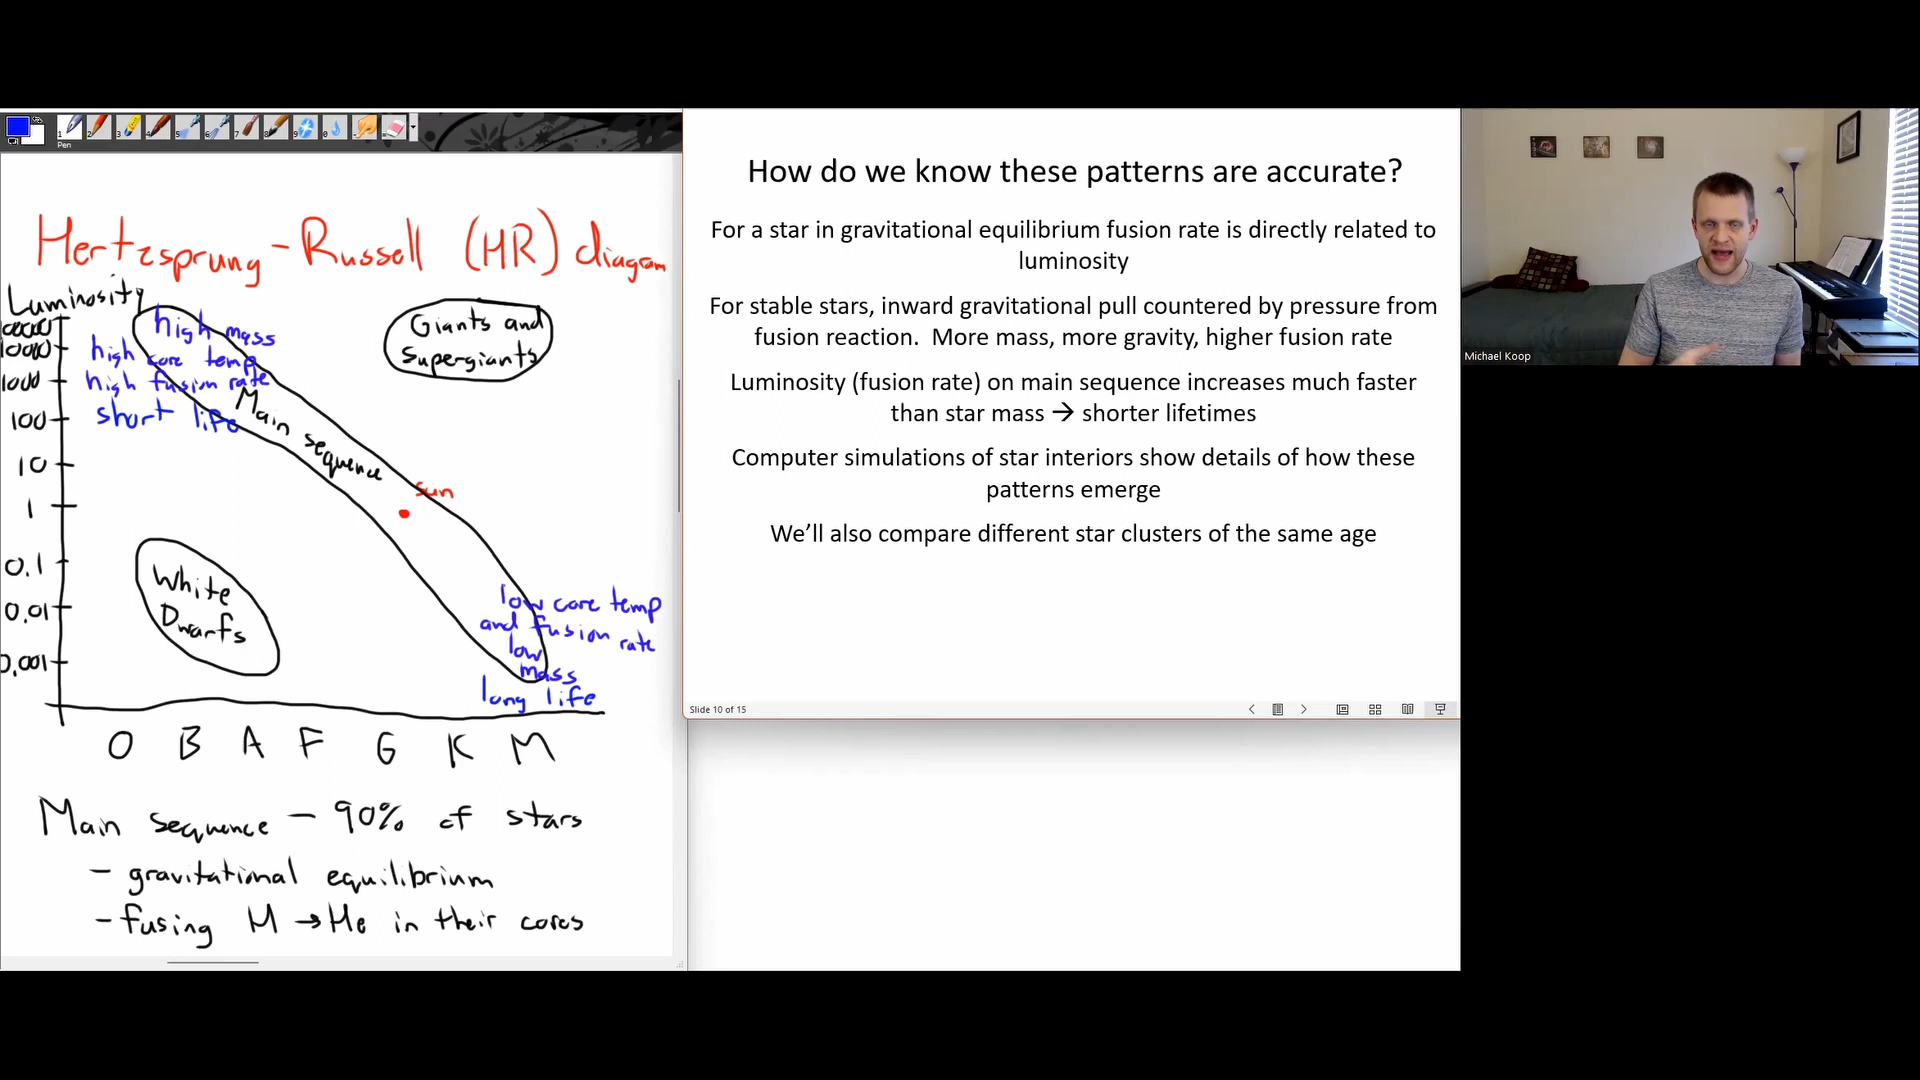 Pen
Hertzsprung - Russell (HR) diagram
Luminosity
10000
1000
100
10
1
0.1
0.01
0.001
high mass
high core temp
high fusion rate
short life
Main sequence
Giants and
Supergiants
sun
White
Dwarfs
low core temp
and fusion rate
low
mass
long life
O B A F G K M
Main sequence - 90% of stars
- gravitational equilibrium
- fusing H → He in their cores
How do we know these patterns are accurate?
For a star in gravitational equilibrium fusion rate is directly related to
luminosity
For stable stars, inward gravitational pull countered by pressure from
fusion reaction. More mass, more gravity, higher fusion rate
Luminosity (fusion rate) on main sequence increases much faster
than star mass → shorter lifetimes
Computer simulations of star interiors show details of how these
patterns emerge
We'll also compare different star clusters of the same age
Slide 10 of 15
Michael Koop